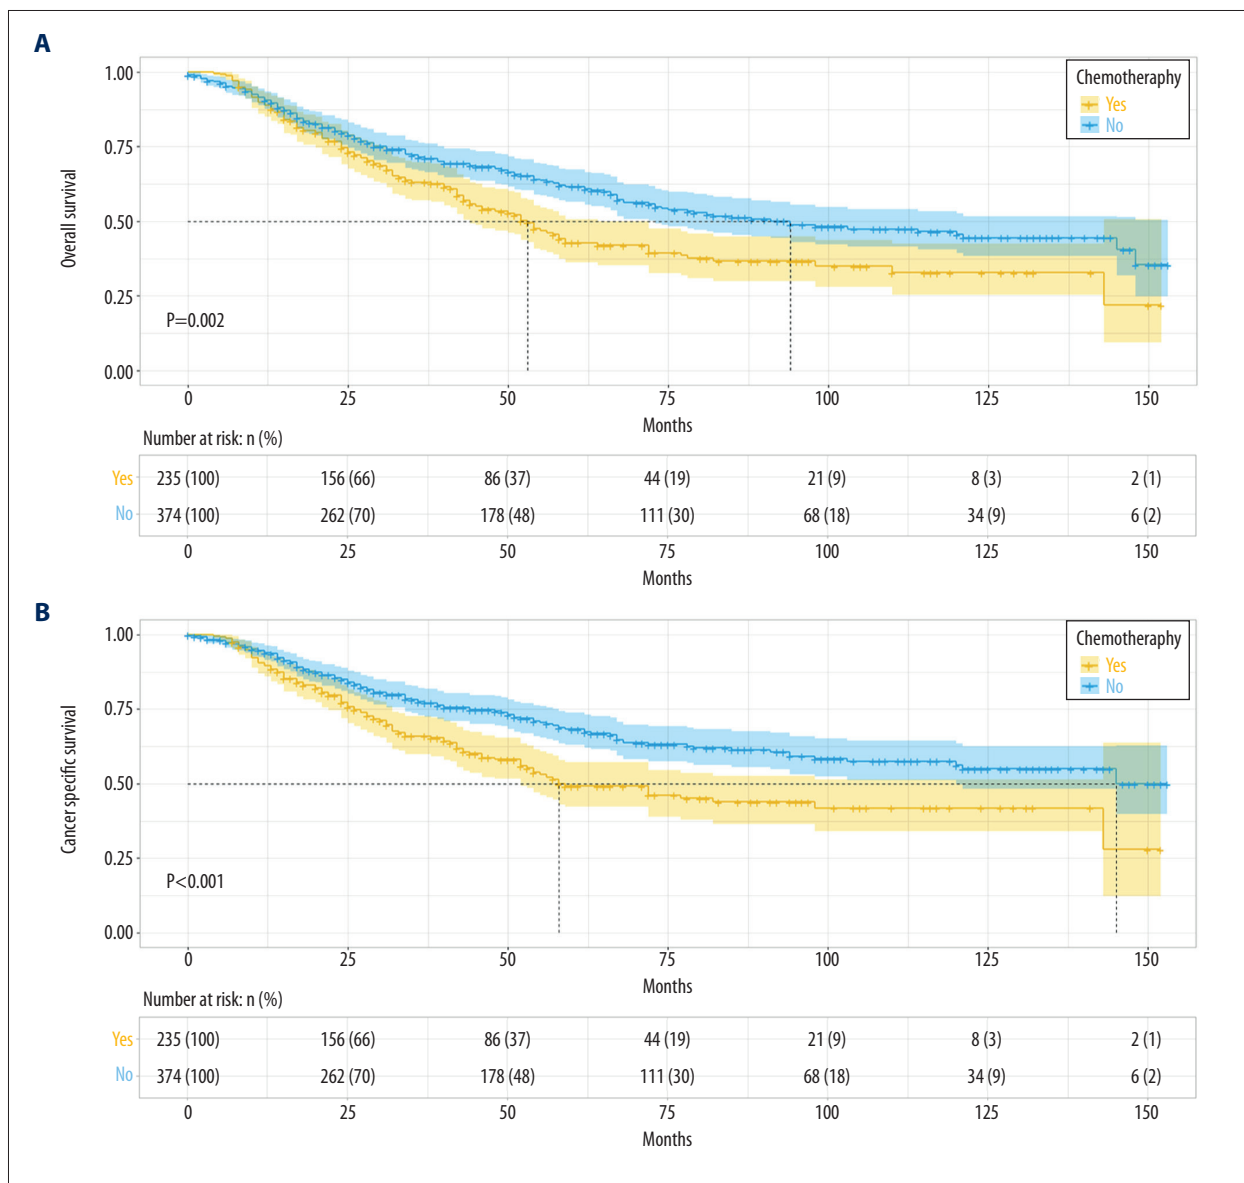 A
1.00
0.75
0.50
0.25
0.00
Overall survival
Chemotheraphy
Yes
No
P=0.002
0 25 50 75 100 125 150
Months
Number at risk: n (%)
Yes 235 (100) 156 (66) 86 (37) 44 (19) 21 (9) 8 (3) 2 (1)
No 374 (100) 262 (70) 178 (48) 111 (30) 68 (18) 34 (9) 6 (2)
0 25 50 75 100 125 150
Months
B
1.00
0.75
0.50
0.25
0.00
Cancer specific survival
Chemotheraphy
Yes
No
P<0.001
0 25 50 75 100 125 150
Months
Number at risk: n (%)
Yes 235 (100) 156 (66) 86 (37) 44 (19) 21 (9) 8 (3) 2 (1)
No 374 (100) 262 (70) 178 (48) 111 (30) 68 (18) 34 (9) 6 (2)
0 25 50 75 100 125 150
Months